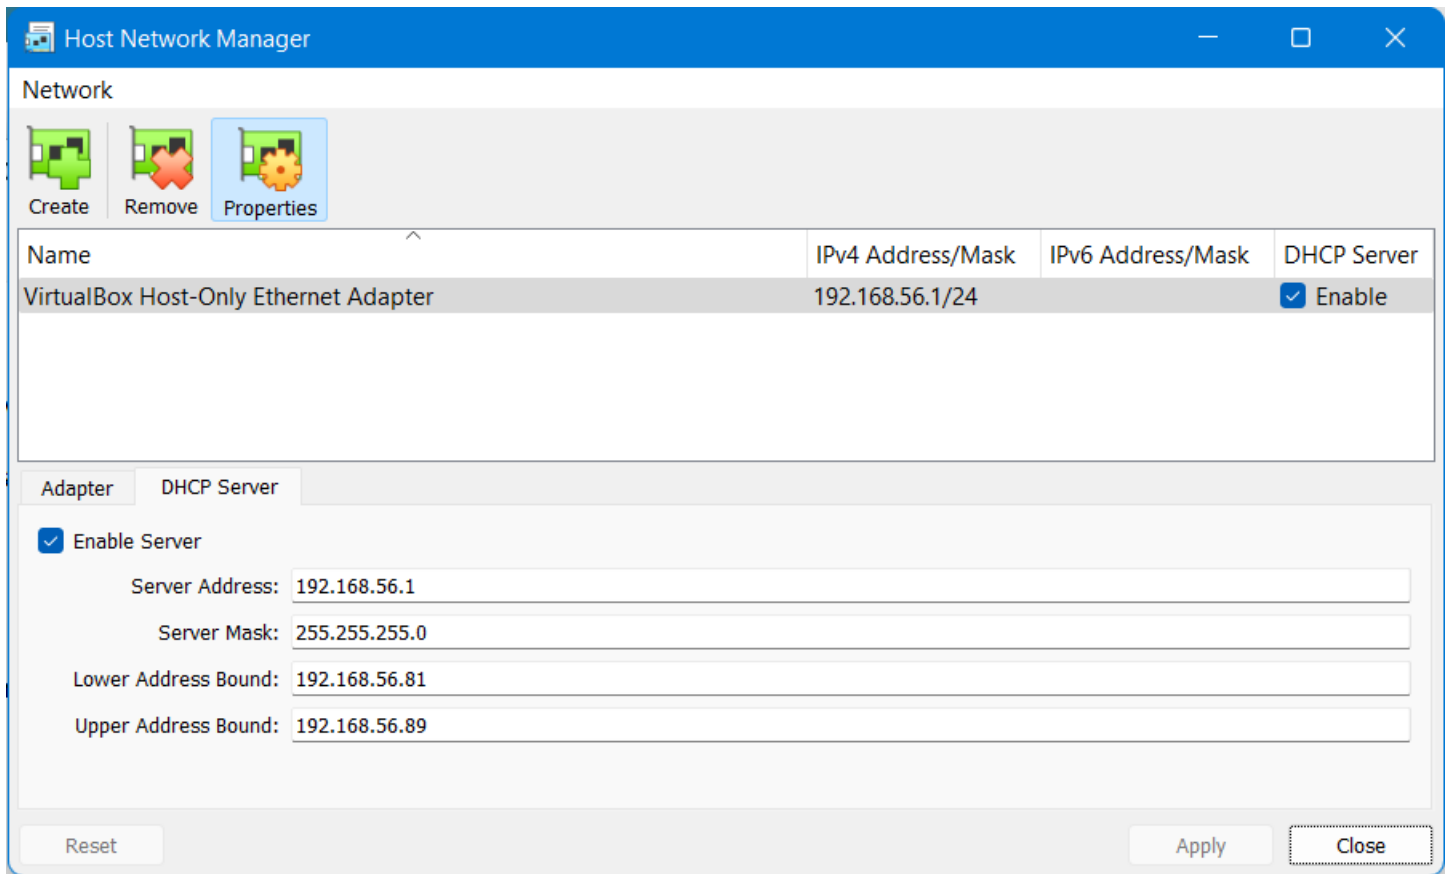 Host Network Manager
Network
Create Remove Properties
Name IPv4 Address/Mask IPv6 Address/Mask DHCP Server
VirtualBox Host-Only Ethernet Adapter 192.168.56.1/24 Enable
Adapter DHCP Server
Enable Server
Server Address: 192.168.56.1
Server Mask: 255.255.255.0
Lower Address Bound: 192.168.56.81
Upper Address Bound: 192.168.56.89
Reset Apply Close